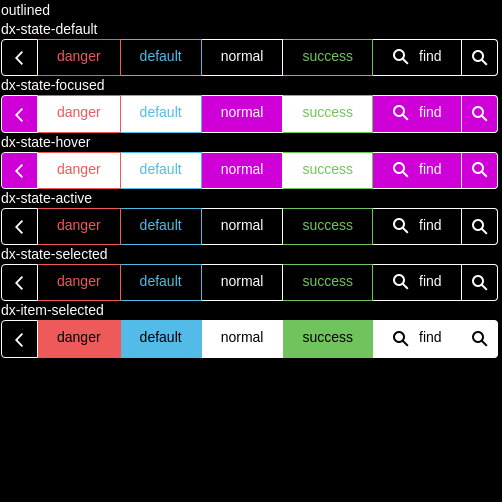 outlined
dx-state-default
danger default normal success find
dx-state-focused
danger default normal success find
dx-state-hover
danger default normal success find
dx-state-active
danger default normal success find
dx-state-selected
danger default normal success find
dx-item-selected
danger default normal success find